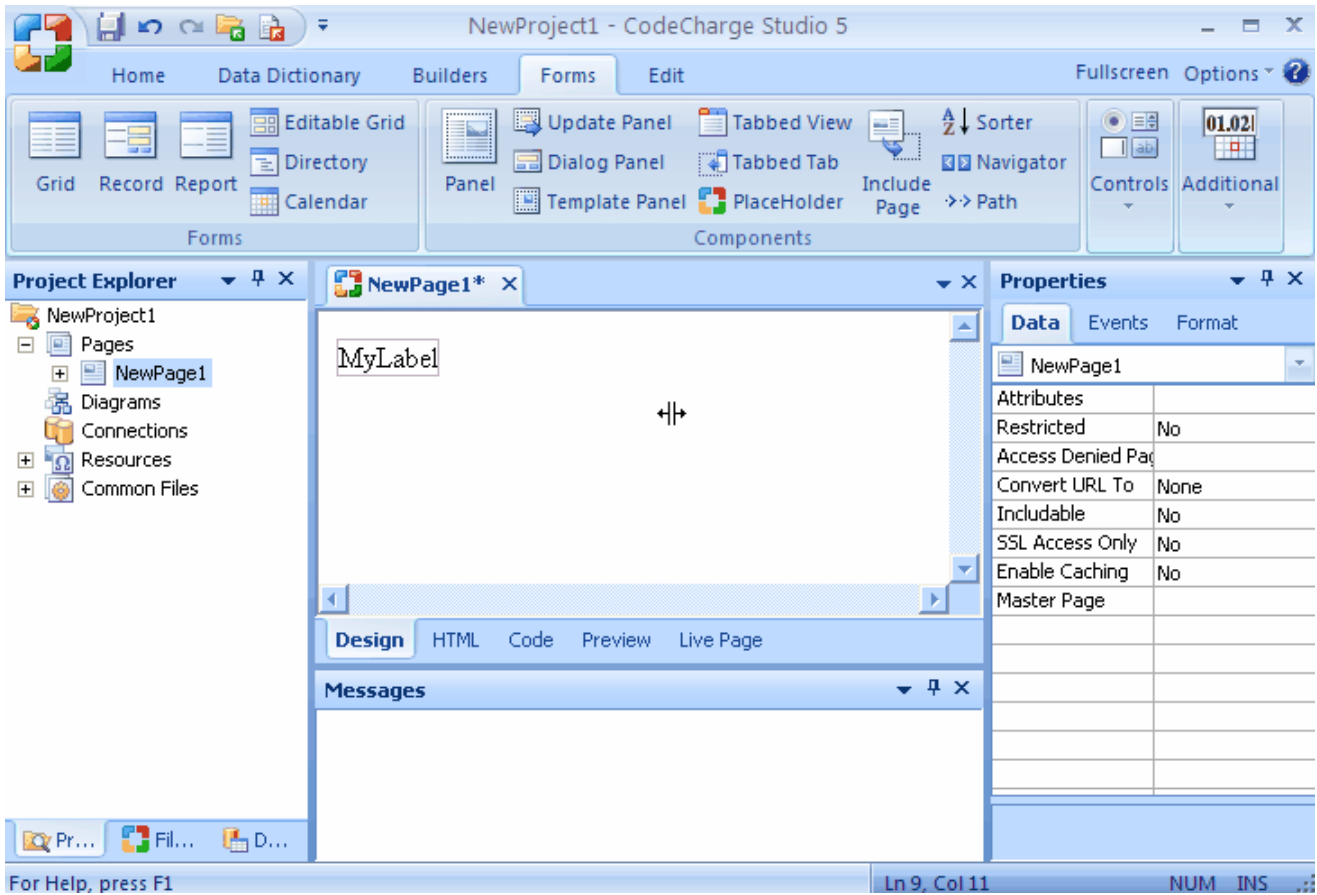 NewProject1 - CodeCharge Studio 5
Home Data Dictionary Builders Forms Edit Fullscreen Options
Grid Record Report
Editable Grid
Directory
Calendar
Forms
Panel
Update Panel
Dialog Panel
Template Panel
Tabbed View
Tabbed Tab
PlaceHolder
Include
Page
Sorter
Navigator
Path
Components
Controls
01.02
Additional
Project Explorer
NewProject1
Pages
NewPage1
Diagrams
Connections
Resources
Common Files
Pr... Fil... D...
NewPage1*
MyLabel
Design HTML Code Preview Live Page
Messages
Properties
Data Events Format
NewPage1
Attributes
Restricted No
Access Denied Pag
Convert URL To None
Includable No
SSL Access Only No
Enable Caching No
Master Page
For Help, press F1 Ln 9, Col 11 NUM INS